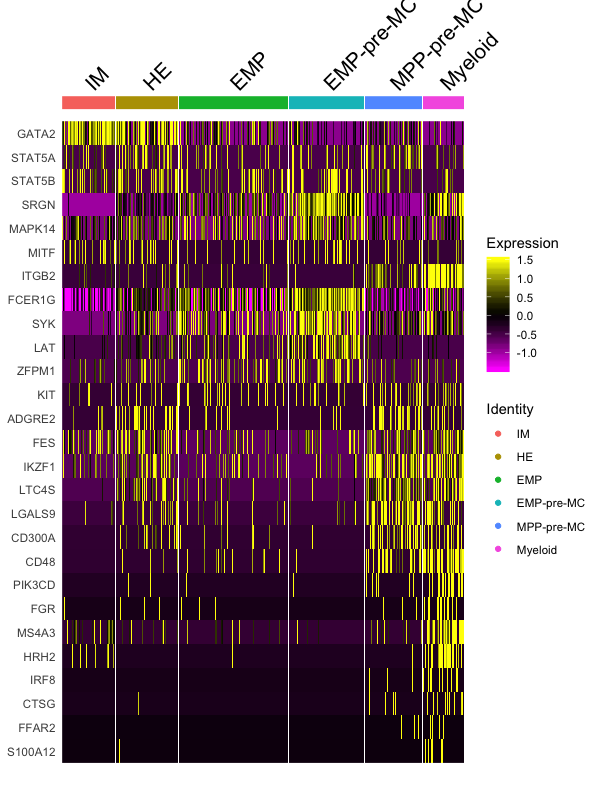 IM HE EMP EMP-pre-MC MPP-pre-MC Myeloid
GATA2
STAT5A
STAT5B
SRGN
MAPK14
MITF
ITGB2
FCER1G
SYK
LAT
ZFPM1
KIT
ADGRE2
FES
IKZF1
LTC4S
LGALS9
CD300A
CD48
PIK3CD
FGR
MS4A3
HRH2
IRF8
CTSG
FFAR2
S100A12
Expression
1.5
1.0
0.5
0.0
-0.5
-1.0
Identity
IM
HE
EMP
EMP-pre-MC
MPP-pre-MC
Myeloid